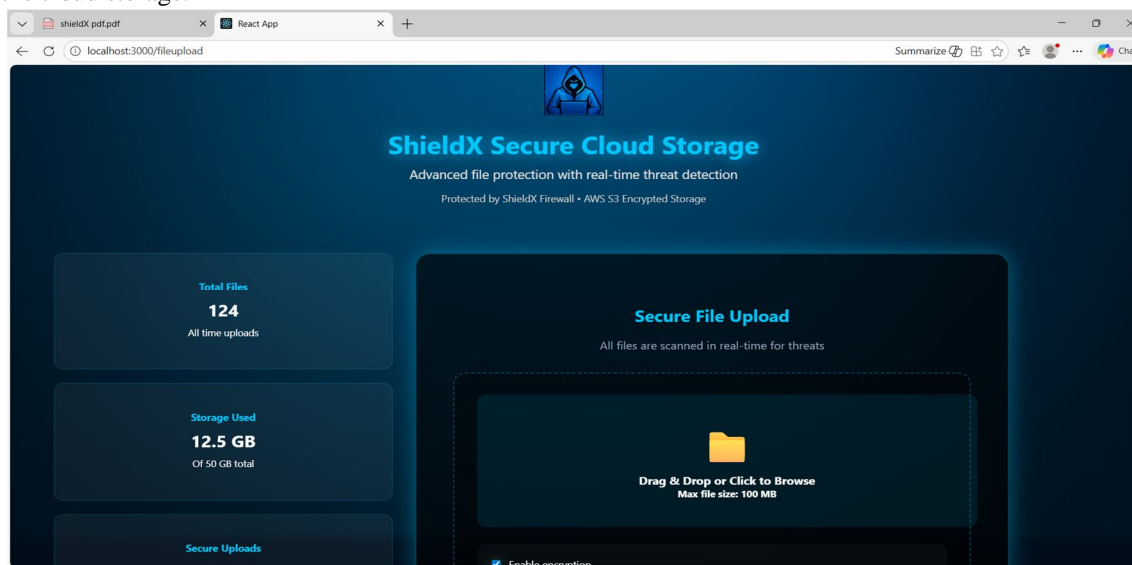 shieldX pdf.pdf
React App
localhost:3000/fileupload
Summarize
ShieldX Secure Cloud Storage
Advanced file protection with real-time threat detection
Protected by ShieldX Firewall • AWS S3 Encrypted Storage
Total Files
124
All time uploads
Storage Used
12.5 GB
Of 50 GB total
Secure Uploads
Secure File Upload
All files are scanned in real-time for threats
Drag & Drop or Click to Browse
Max file size: 100 MB
Enable encryption